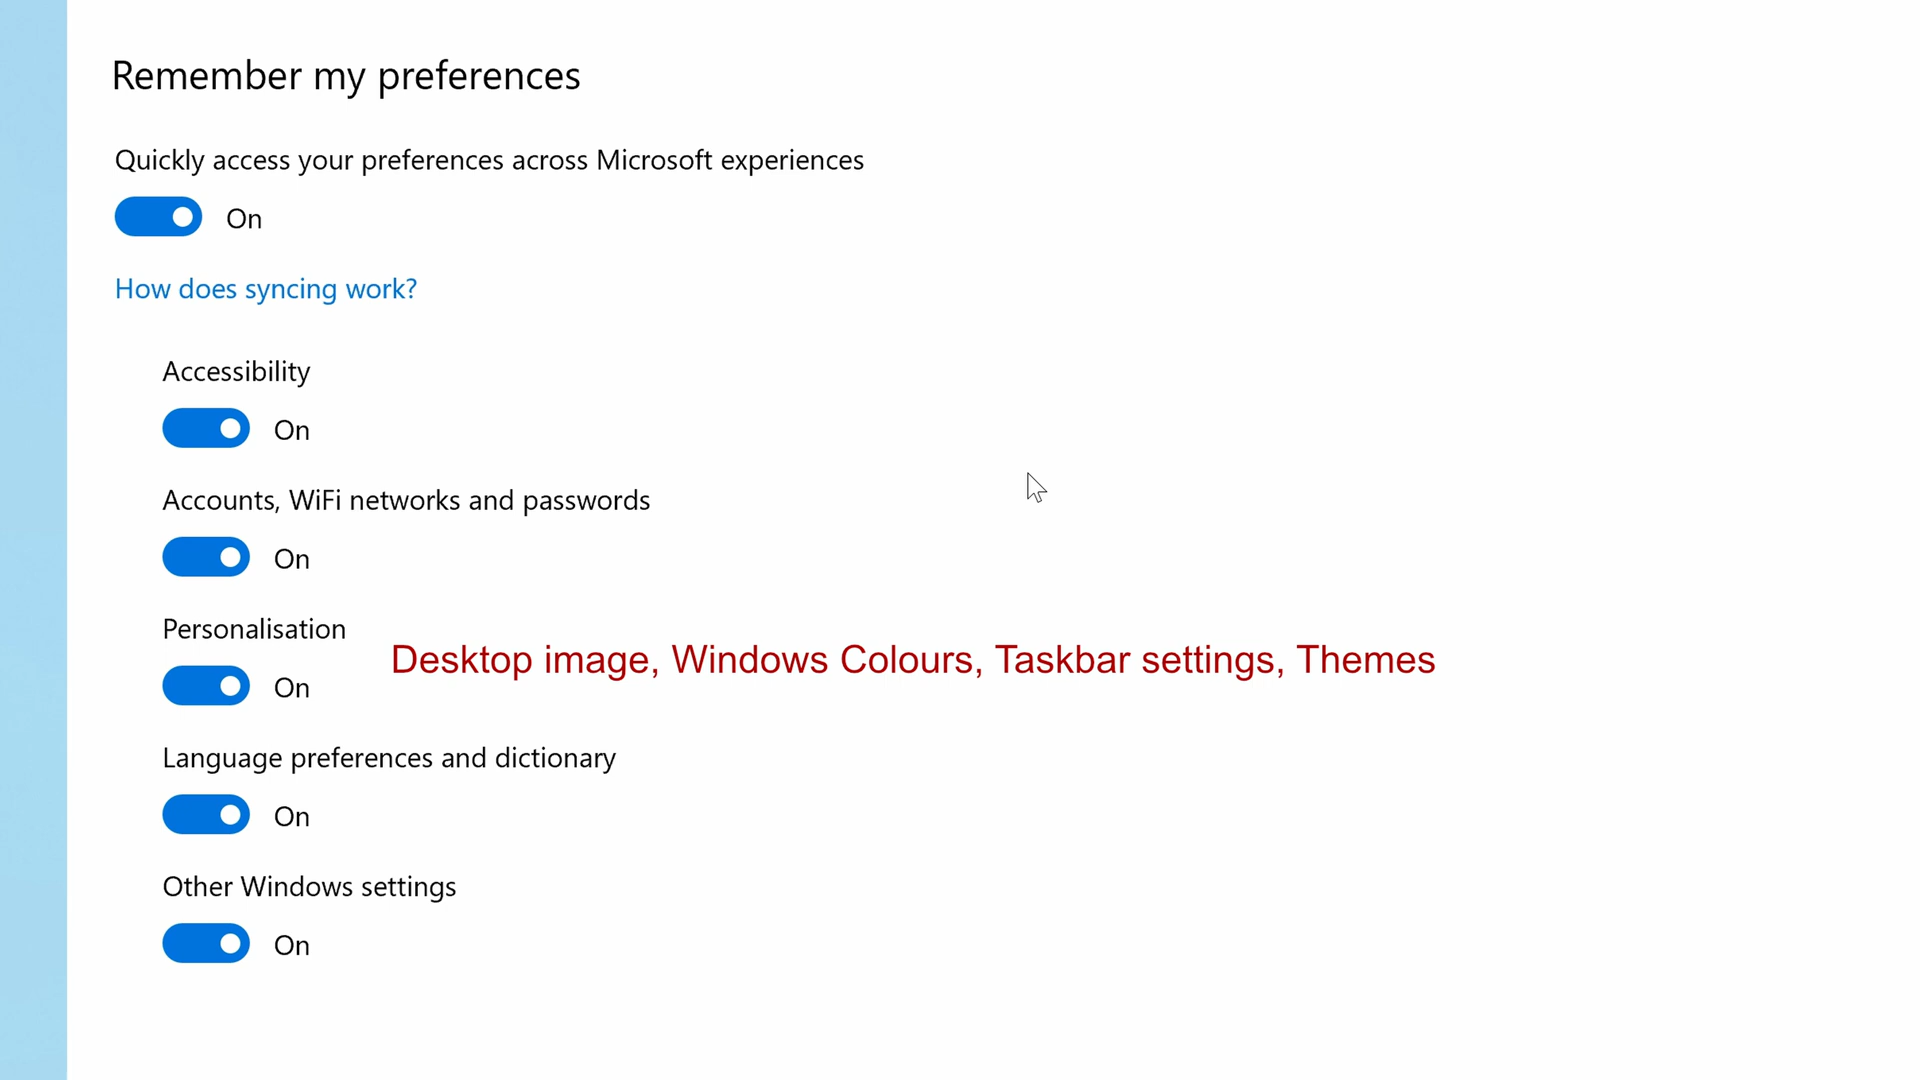 Remember my preferences
Quickly access your preferences across Microsoft experiences
On
How does syncing work?
Accessibility
On
Accounts, WiFi networks and passwords
On
Personalisation
Desktop image, Windows Colours, Taskbar settings, Themes
On
Language preferences and dictionary
On
Other Windows settings
On